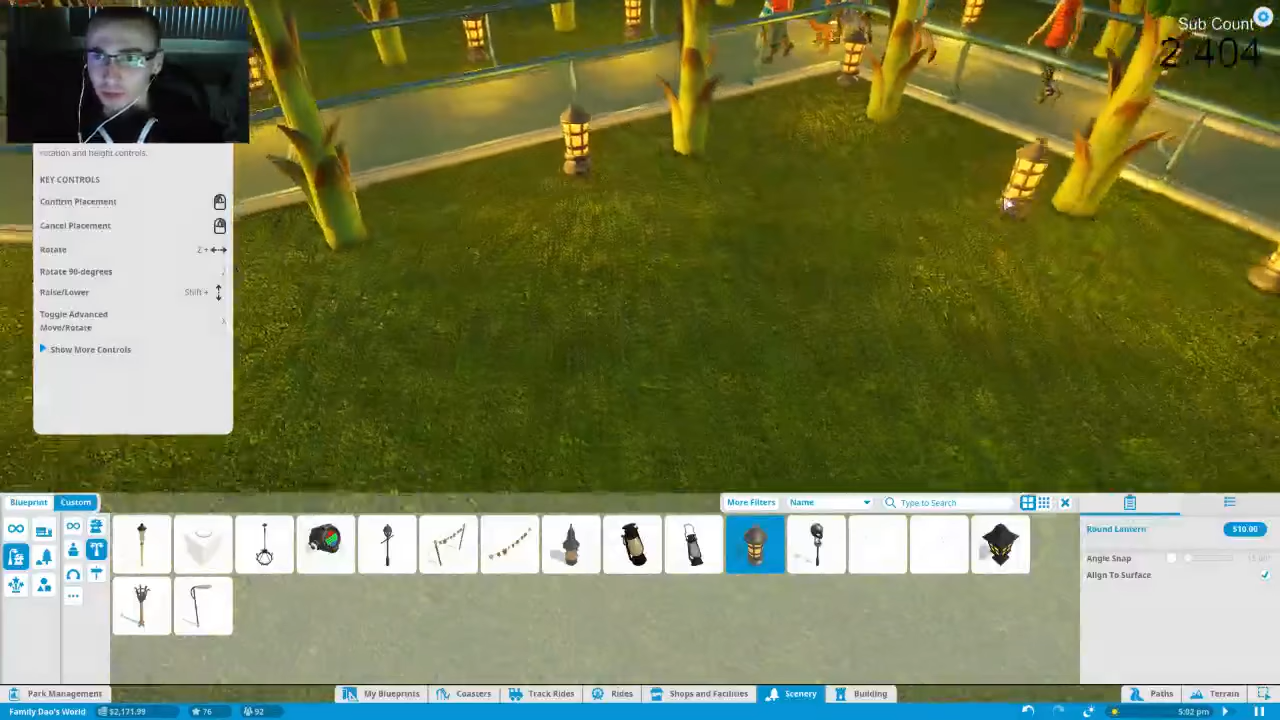 Sub Count
2,404
rotation and height controls.
KEY CONTROLS
Confirm Placement
Cancel Placement
Rotate Z +
Rotate 90-degrees
Raise/Lower Shift +
Toggle Advanced
Move/Rotate X
Show More Controls
Blueprint Custom More Filters Name Type to Search
Round Lantern $10.00
Angle Snap
Align To Surface
Park Management My Blueprints Coasters Track Rides Rides Shops and Facilities Scenery Building Paths Terrain
Family Dao's World $2,171.99 76 92 5:02 pm